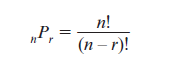 nPr = n! / (n – r)!